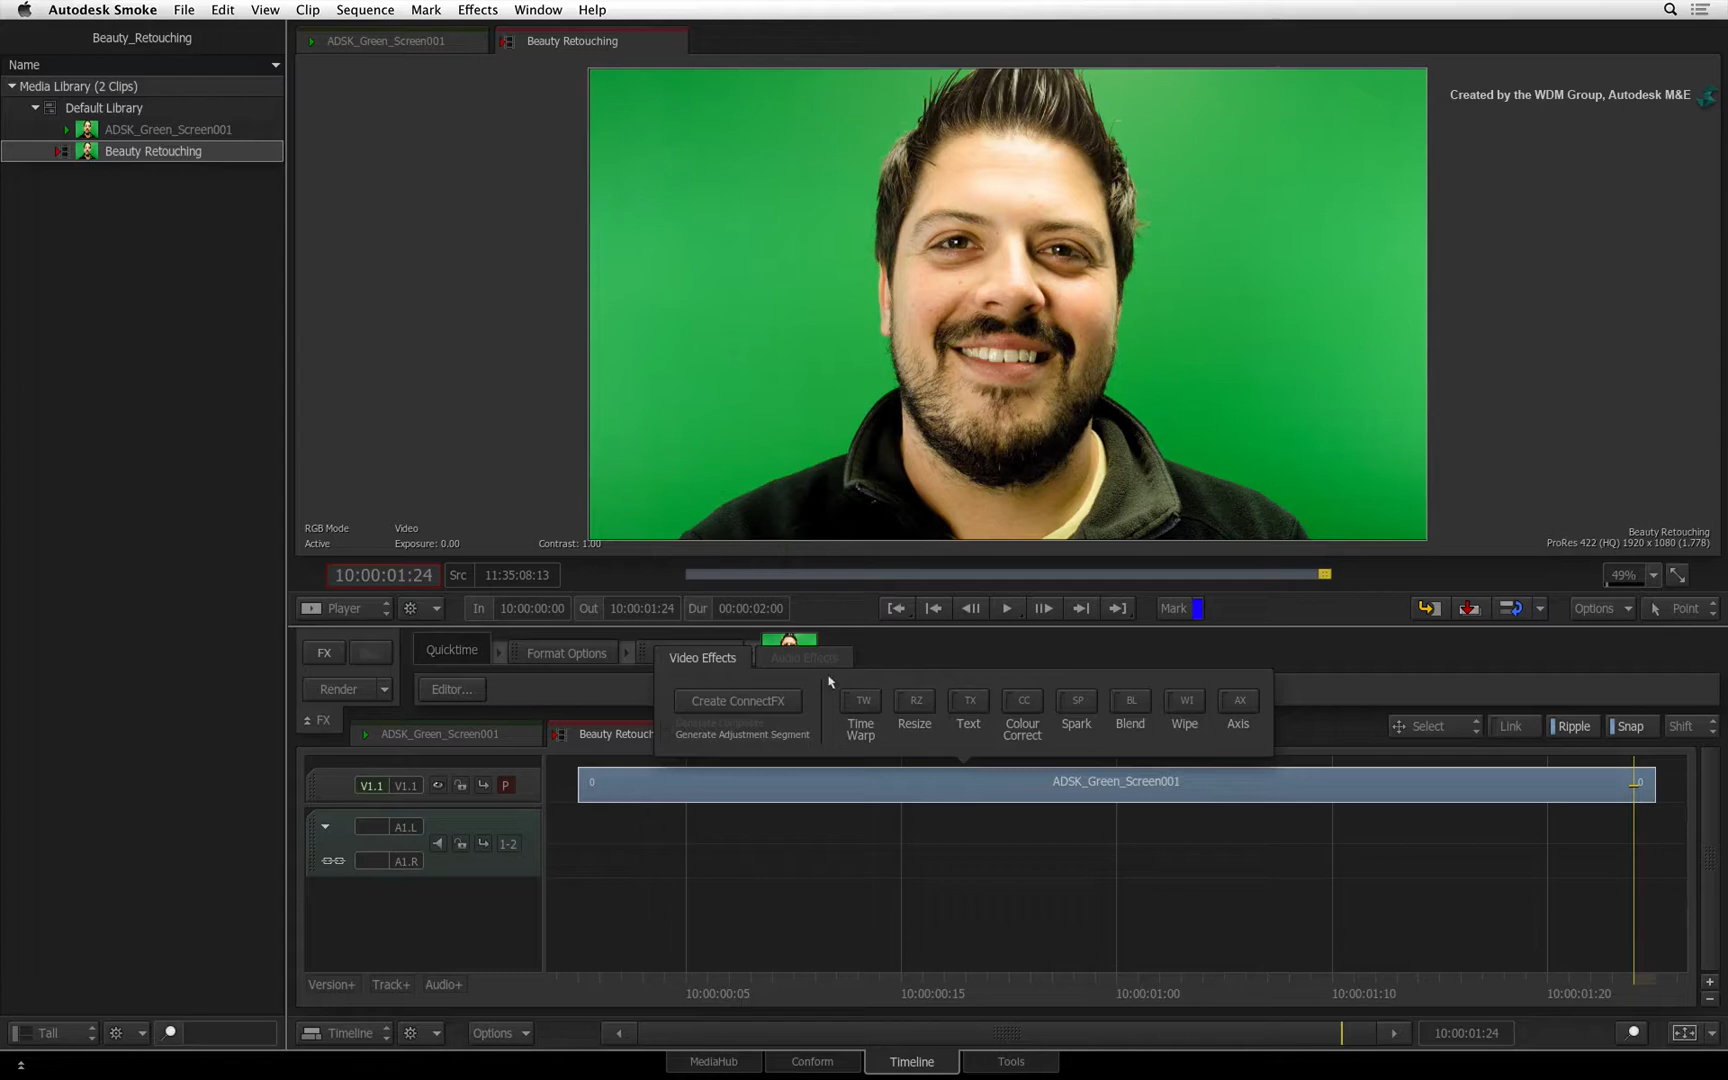 Autodesk Smoke File Edit View Clip Sequence Mark Effects Window Help
Beauty_Retouching
ADSK_Green_Screen001
Beauty Retouching
Name
Media Library (2 Clips)
Default Library
ADSK_Green_Screen001
Beauty Retouching
Created by the WDM Group, Autodesk M&E
RGB Mode Video
Active Exposure: 0.00 Contrast: 1.00
Beauty Retouching
ProRes 422 (HQ) 1920 x 1080 (1.778)
10:00:01:24 Src 11:35:08:13 49%
Player In 10:00:00:00 Out 10:00:01:24 Dur 00:00:02:00 Mark Options Point
FX Quicktime Format Options
Video Effects Audio Effects
Render Editor...
Create ConnectFX TW RZ TX CC SP BL WI AX
Generate Composite
Generate Adjustment Segment
Time Warp Resize Text Colour Correct Spark Blend Wipe Axis
FX ADSK_Green_Screen001 Beauty Retouch Select Link Ripple Snap Shift
V1.1 V1.1 P 0 ADSK_Green_Screen001 0
A1.L
1-2
A1.R
Version+ Track+ Audio+ 10:00:00:05 10:00:00:15 10:00:01:00 10:00:01:10 10:00:01:20
Tall Timeline Options 10:00:01:24
MediaHub Conform Timeline Tools